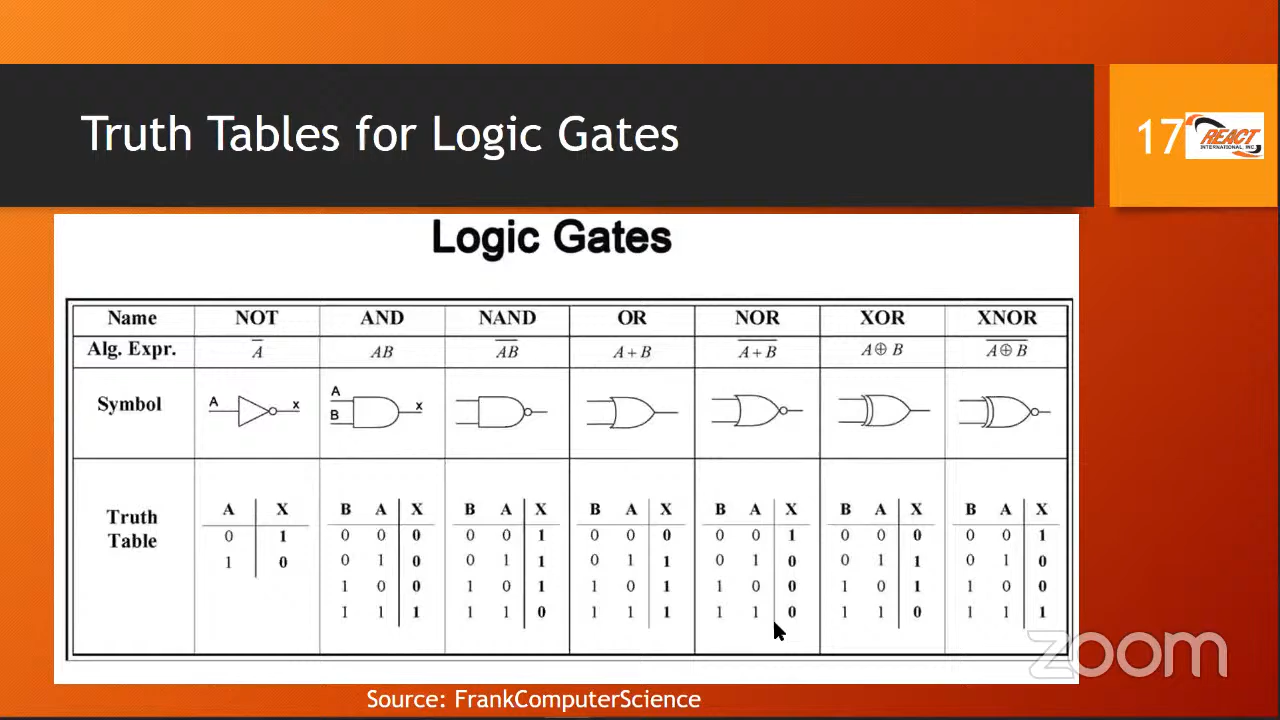 Truth Tables for Logic Gates
17
REACT
INTERNATIONAL, INC.
Logic Gates
Name NOT AND NAND OR NOR XOR XNOR
Alg. Expr. A̅ AB A̅B̅ A + B A̅ ̅+̅ ̅B̅ A ⊕ B A̅ ̅⊕̅ ̅B̅
Symbol A x A B x
Truth Table
A X B A X B A X B A X B A X B A X B A X
0 1 0 0 0 0 0 1 0 0 0 0 0 1 0 0 0 0 0 1
1 0 0 1 0 0 1 1 0 1 1 0 1 0 0 1 1 0 1 0
1 0 0 1 0 1 1 0 1 1 0 0 1 0 1 1 0 0
1 1 1 1 1 0 1 1 1 1 1 0 1 1 0 1 1 1
zoom
Source: FrankComputerScience